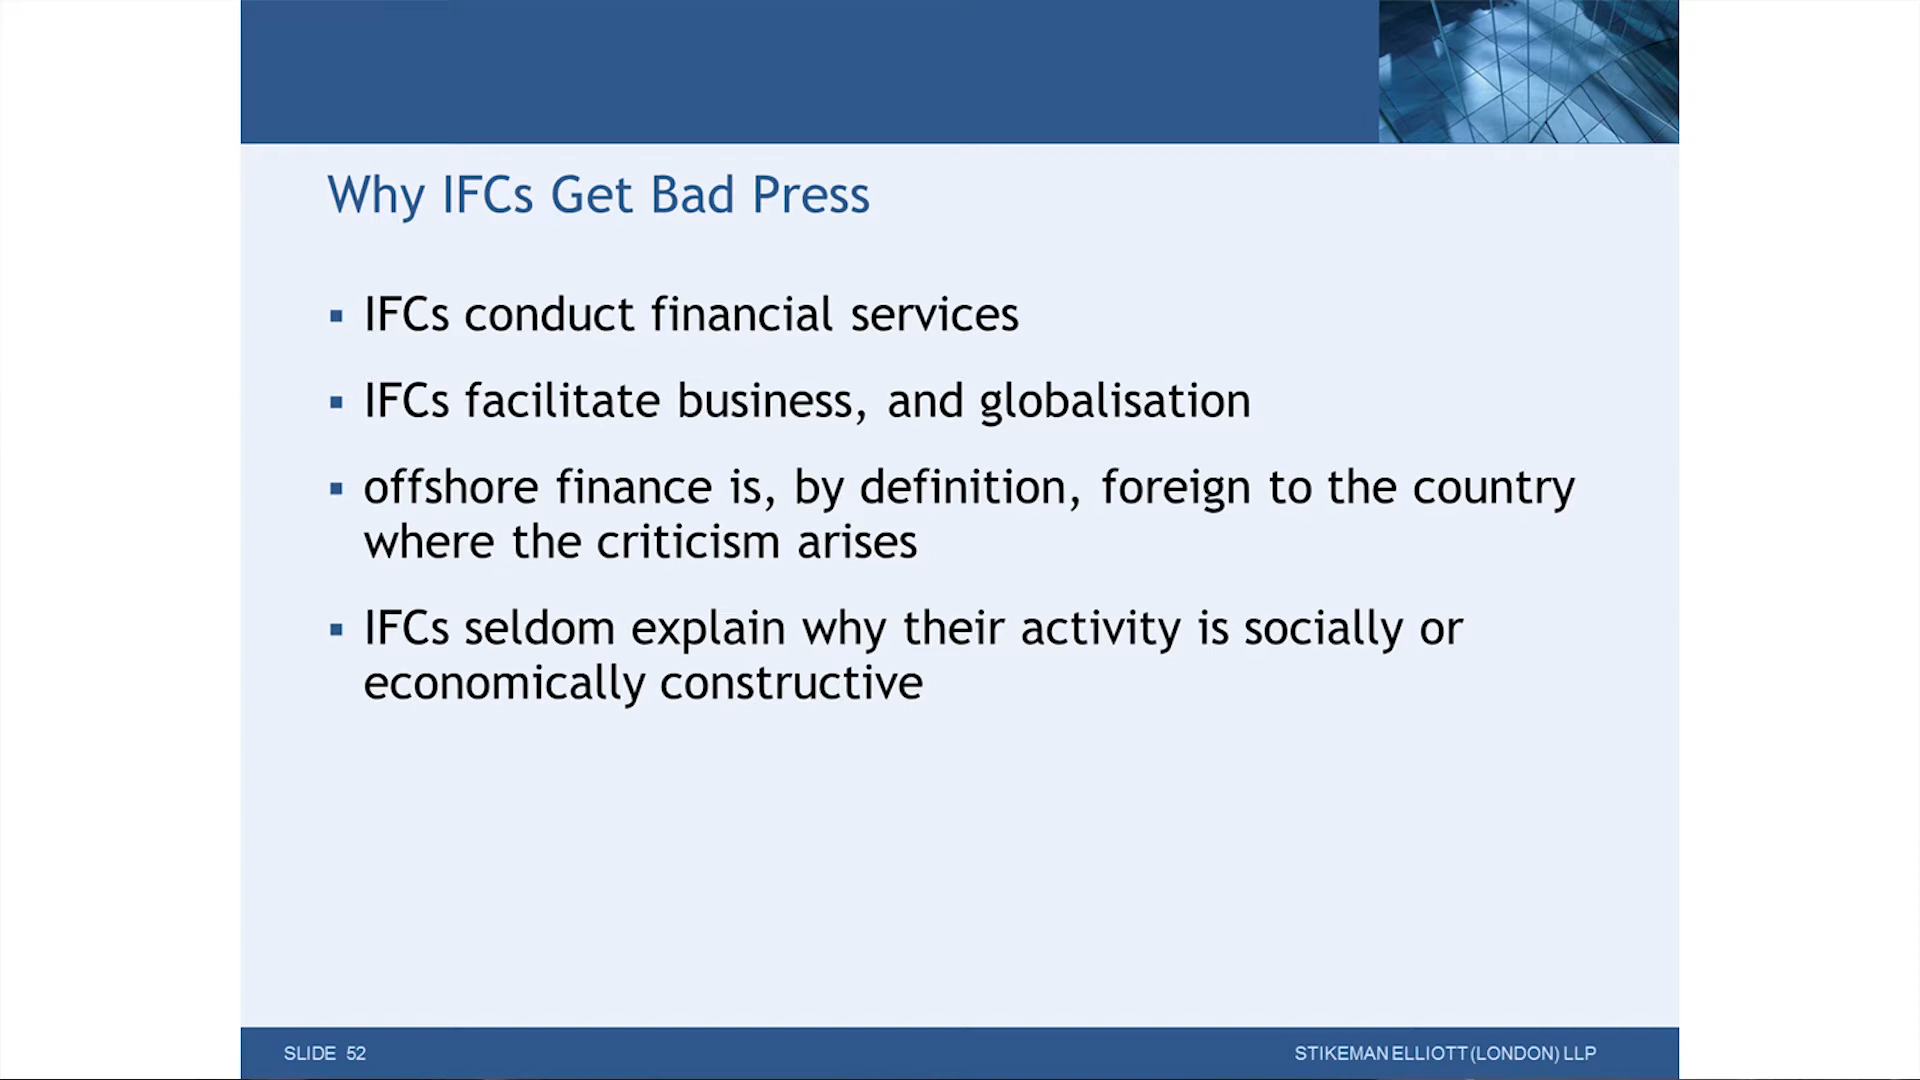 Why IFCs Get Bad Press
▪ IFCs conduct financial services
▪ IFCs facilitate business, and globalisation
▪ offshore finance is, by definition, foreign to the country
where the criticism arises
▪ IFCs seldom explain why their activity is socially or
economically constructive
SLIDE 52
STIKEMAN ELLIOTT (LONDON) LLP